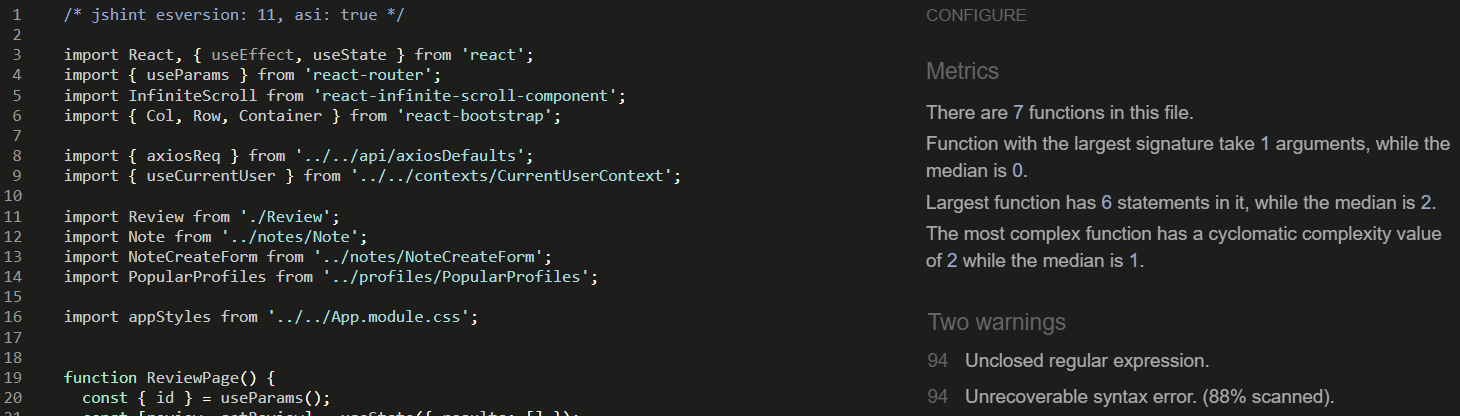 1 /* jshint esversion: 11, asi: true */
2
3 import React, { useEffect, useState } from 'react';
4 import { useParams } from 'react-router';
5 import InfiniteScroll from 'react-infinite-scroll-component';
6 import { Col, Row, Container } from 'react-bootstrap';
7
8 import { axiosReq } from '../../api/axiosDefaults';
9 import { useCurrentUser } from '../../contexts/CurrentUserContext';
10
11 import Review from './Review';
12 import Note from '../notes/Note';
13 import NoteCreateForm from '../notes/NoteCreateForm';
14 import PopularProfiles from '../profiles/PopularProfiles';
15
16 import appStyles from '../../App.module.css';
17
18
19 function ReviewPage() {
20 const { id } = useParams();
21 const [review, setReview] = useState({ results: [] });
CONFIGURE
Metrics
There are 7 functions in this file.
Function with the largest signature take 1 arguments, while the
median is 0.
Largest function has 6 statements in it, while the median is 2.
The most complex function has a cyclomatic complexity value
of 2 while the median is 1.
Two warnings
94 Unclosed regular expression.
94 Unrecoverable syntax error. (88% scanned).